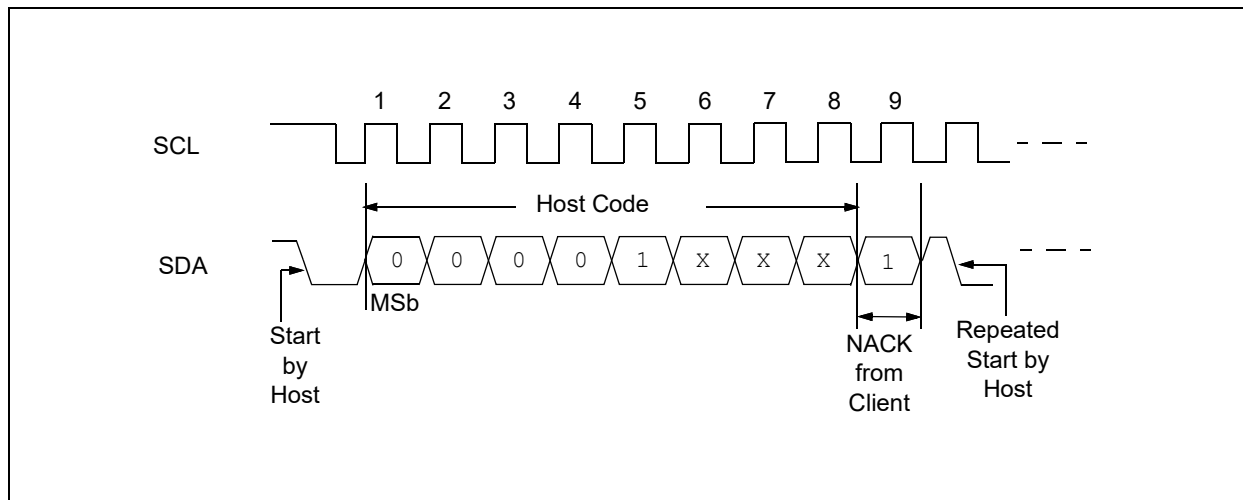 1 2 3 4 5 6 7 8 9
SCL
Host Code
SDA
0 0 0 0 1 X X X 1
MSb
Start
by
Host
NACK
from
Client
Repeated
Start by
Host